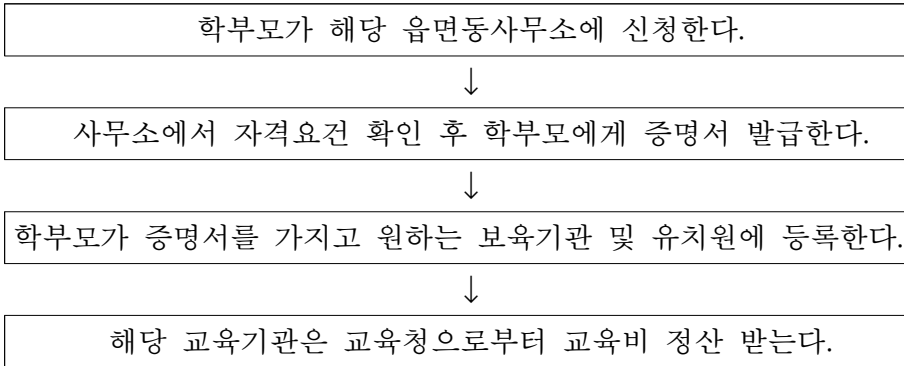 학부모가 해당 읍면동사무소에 신청한다.
↓
사무소에서 자격요건 확인 후 학부모에게 증명서 발급한다.
↓
학부모가 증명서를 가지고 원하는 보육기관 및 유치원에 등록한다.
↓
해당 교육기관은 교육청으로부터 교육비 정산 받는다.